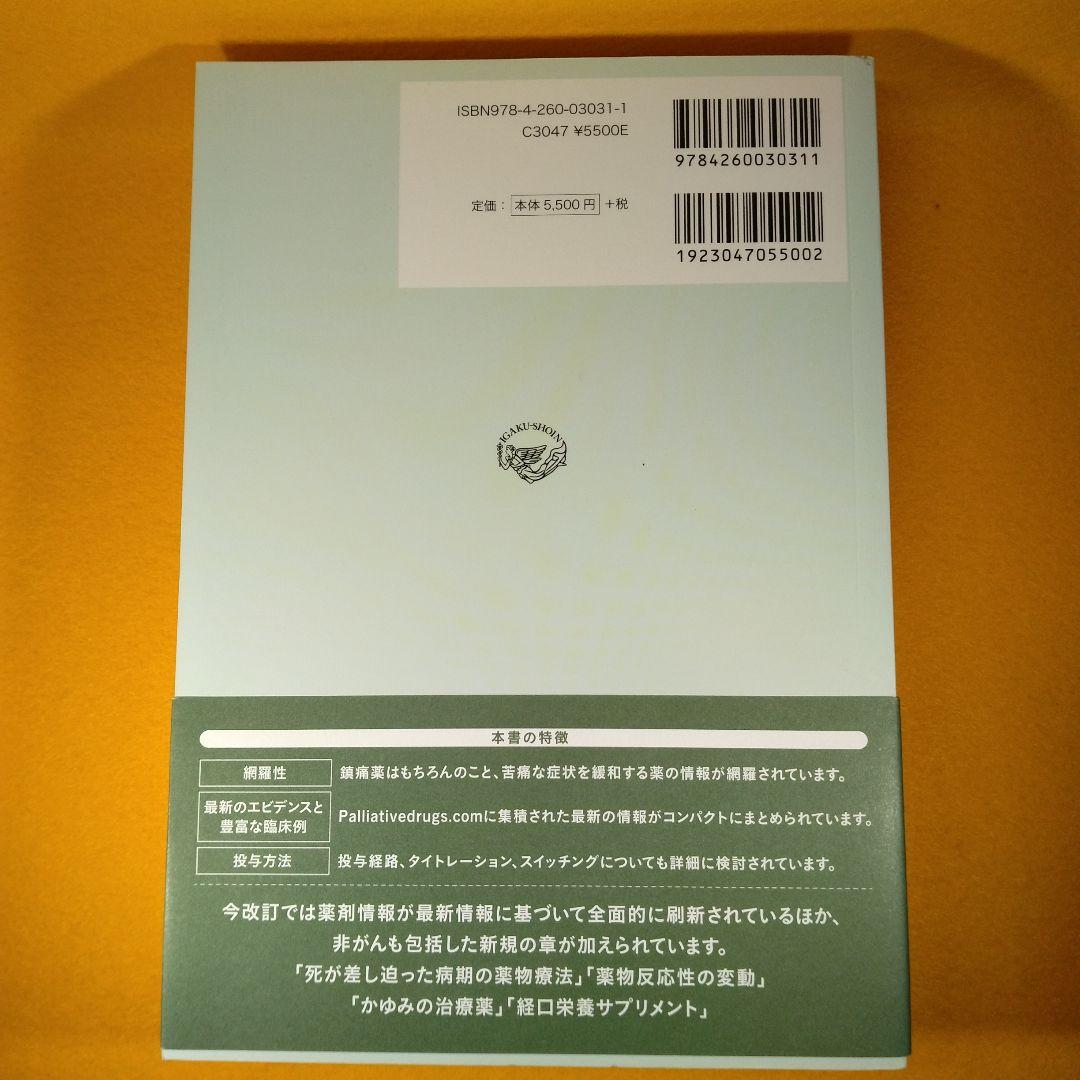 ISBN978-4-260-03031-1
C3047 ¥5500E
9784260030311
定価: 本体5,500円 +税
1923047055002
IGAKU-SHOIN
本書の特徴
網羅性 鎮痛薬はもちろんのこと、苦痛な症状を緩和する薬の情報が網羅されています。
最新のエビデンスと
豊富な臨床例 Palliativedrugs.comに集積された最新の情報がコンパクトにまとめられています。
投与方法 投与経路、タイトレーション、スイッチングについても詳細に検討されています。
今改訂では薬剤情報が最新情報に基づいて全面的に刷新されているほか、
非がんも包括した新規の章が加えられています。
「死が差し迫った病期の薬物療法」「薬物反応性の変動」
「かゆみの治療薬」「経口栄養サプリメント」